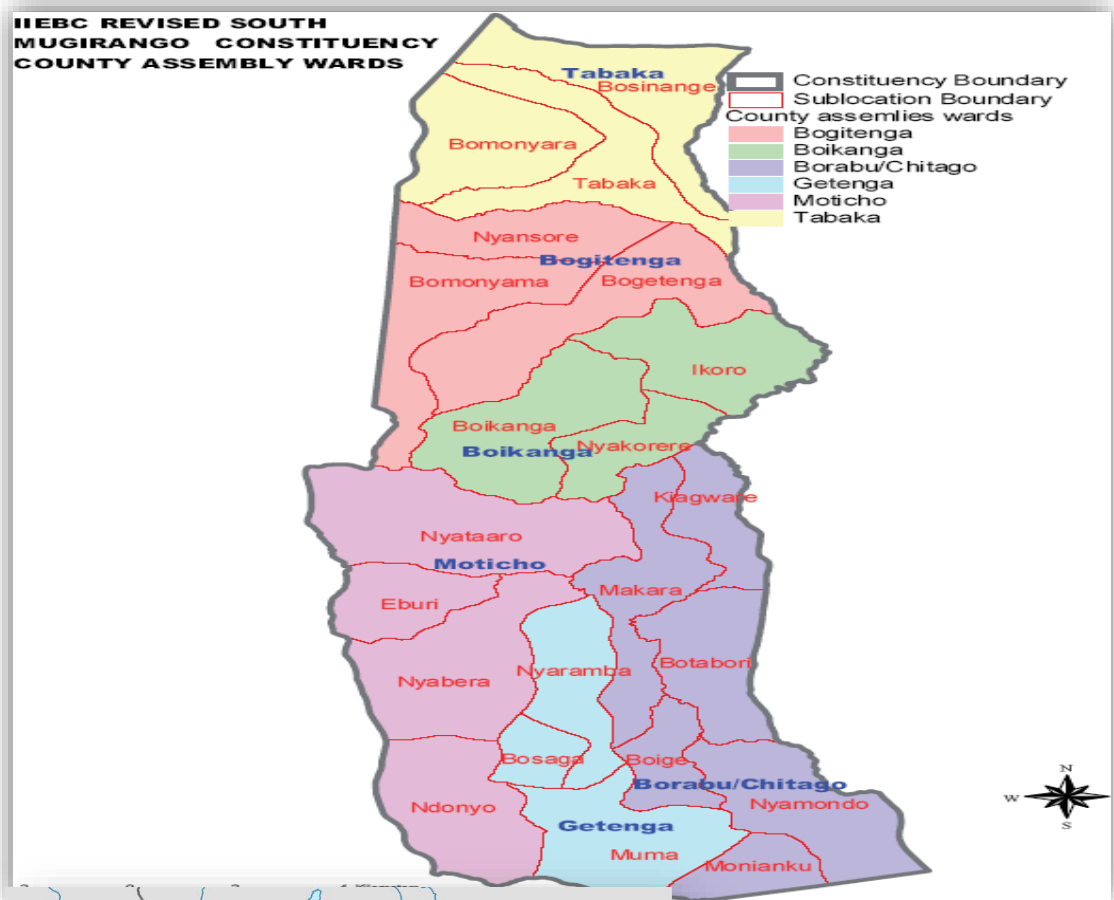 IIEBC REVISED SOUTH
MUGIRANGO CONSTITUENCY
COUNTY ASSEMBLY WARDS
Constituency Boundary
Sublocation Boundary
County assemlies wards
Bogitenga
Boikanga
Borabu/Chitago
Getenga
Moticho
Tabaka
Tabaka
Bosinange
Bomonyara
Tabaka
Nyansore
Bogitenga
Bomonyama
Bogetenga
Ikoro
Boikanga
Nyakorere
Boikanga
Kiagware
Nyataaro
Moticho
Makara
Eburi
Botabori
Nyaramba
Nyabera
Bosaga
Boige
Borabu/Chitago
Nyamondo
Ndonyo
Getenga
Muma
Monianku
N
W
S